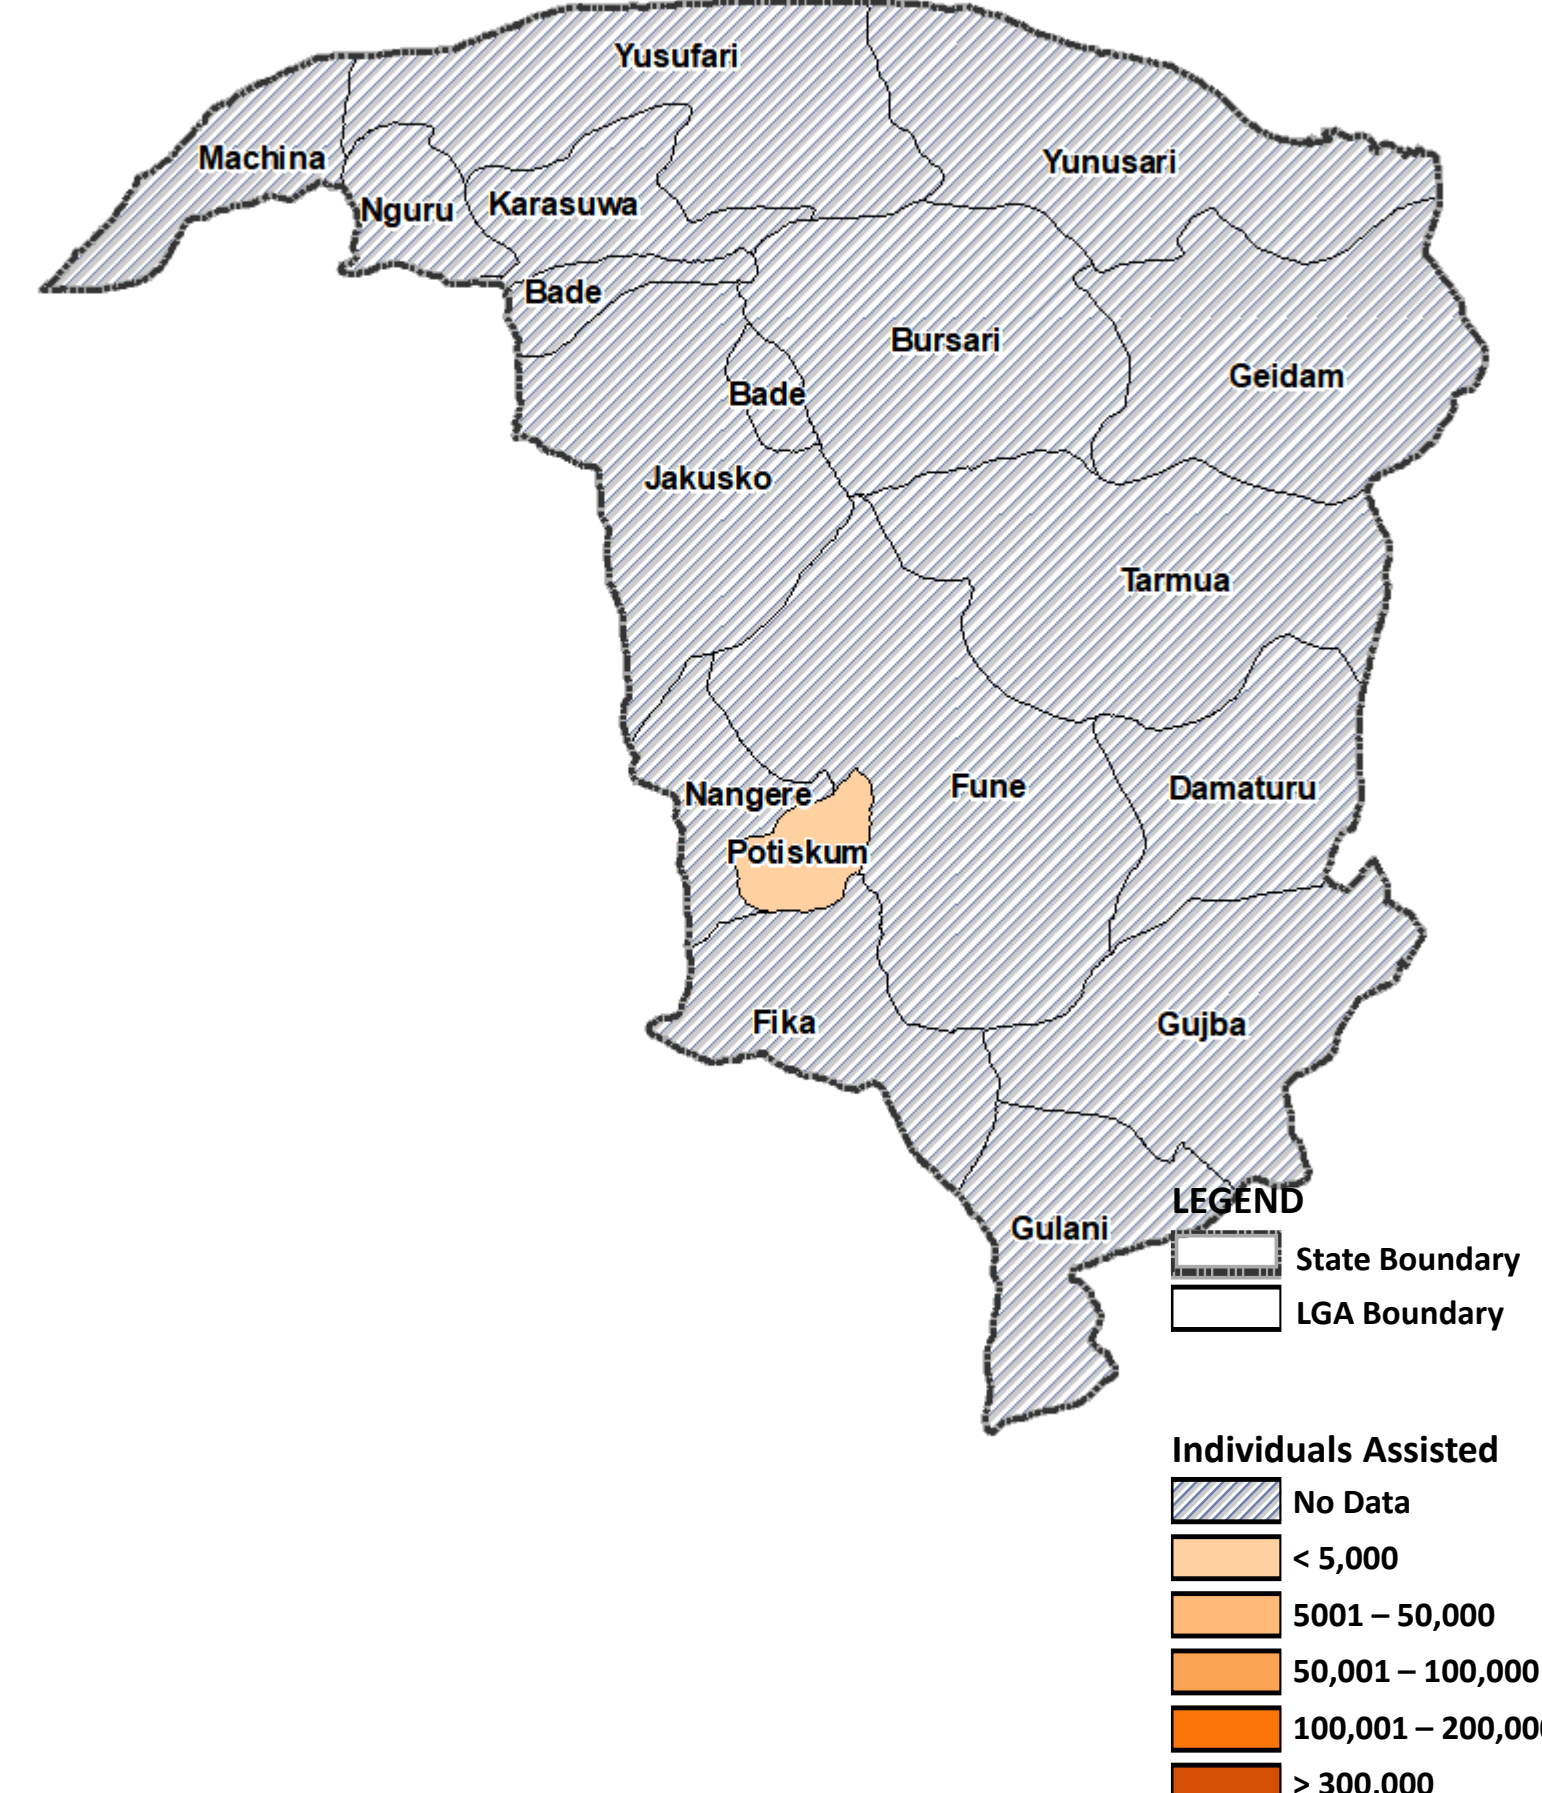 Yusufari
Machina
Yunusari
Nguru
Karasuwa
Bade
Bursari
Geidam
Bade
Jakusko
Tarmua
Nangere
Fune
Damaturu
Potiskum
Fika
Gujba
Gulani
LEGEND
State Boundary
LGA Boundary
Individuals Assisted
No Data
< 5,000
5001 – 50,000
50,001 – 100,000
100,001 – 200,000
> 300,000